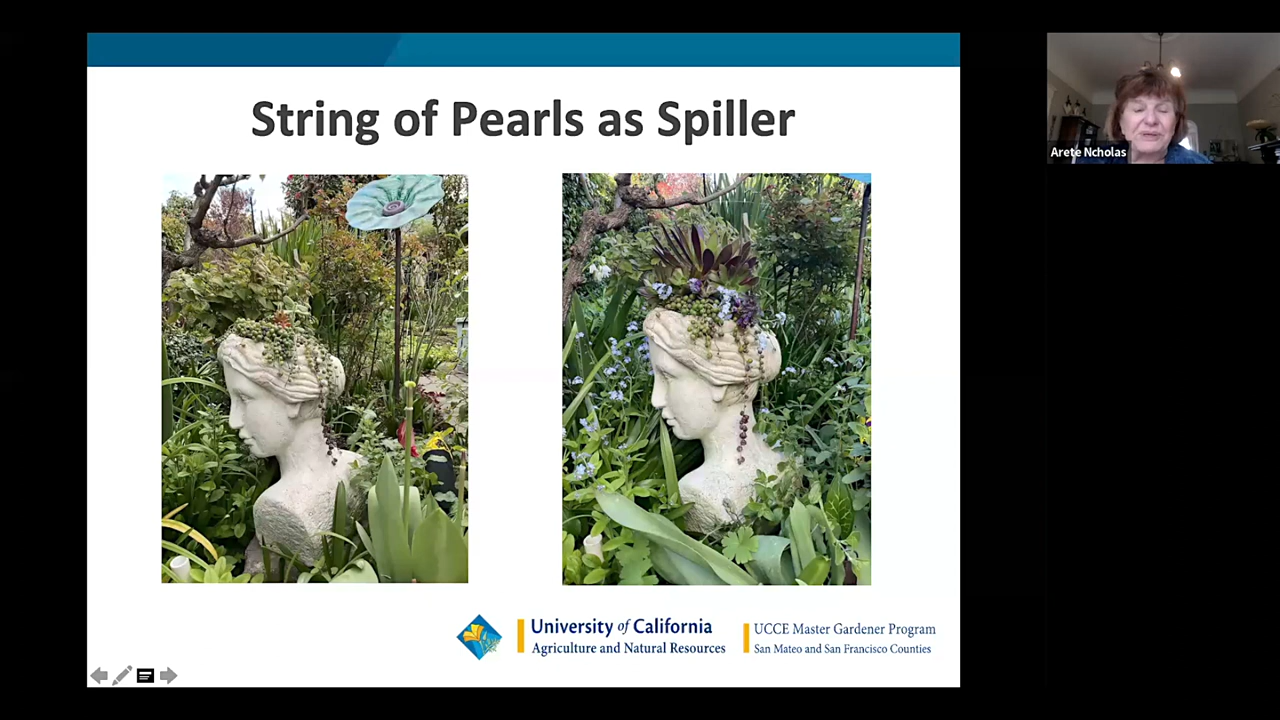 String of Pearls as Spiller
Arete Ncholas
University of California
Agriculture and Natural Resources
UCCE Master Gardener Program
San Mateo and San Francisco Counties